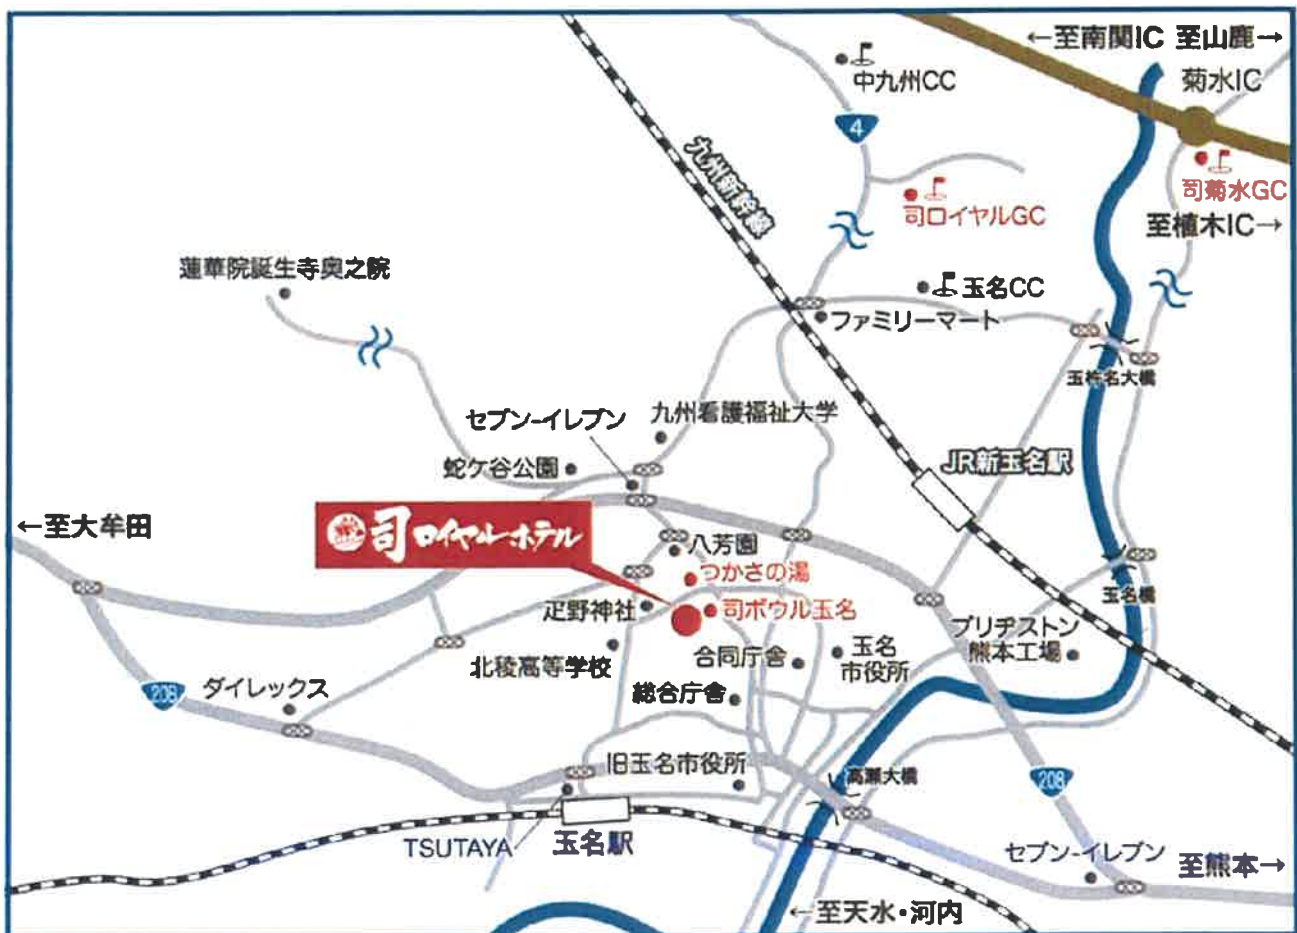 ←至南関IC 至山鹿→
菊水IC
中九州CC
4
九州新幹線
司菊水GC
司ロイヤルGC
至植木IC→
蓮華院誕生寺奥之院
玉名CC
ファミリーマート
玉杵名大橋
セブン-イレブン
九州看護福祉大学
蛇ケ谷公園
JR新玉名駅
←至大牟田
司ロイヤルホテル
八芳園
つかさの湯
疋野神社
司ボウル玉名
玉名橋
ブリヂストン
熊本工場
北稜高等学校
合同庁舎
玉名
市役所
208
ダイレックス
総合庁舎
旧玉名市役所
高瀬大橋
208
TSUTAYA
玉名駅
セブン-イレブン
至熊本→
←至天水・河内